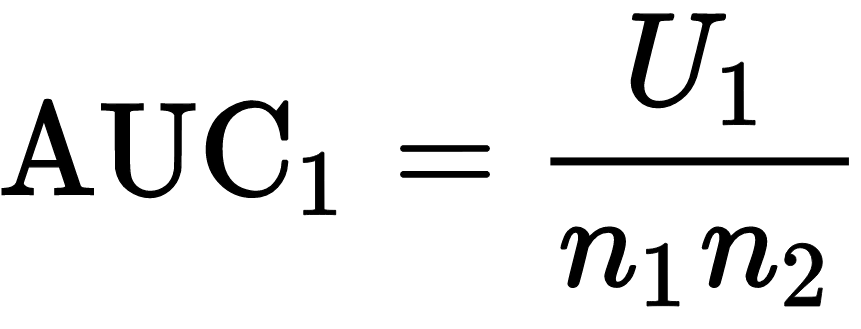 AUC₁ = U₁ / n₁n₂